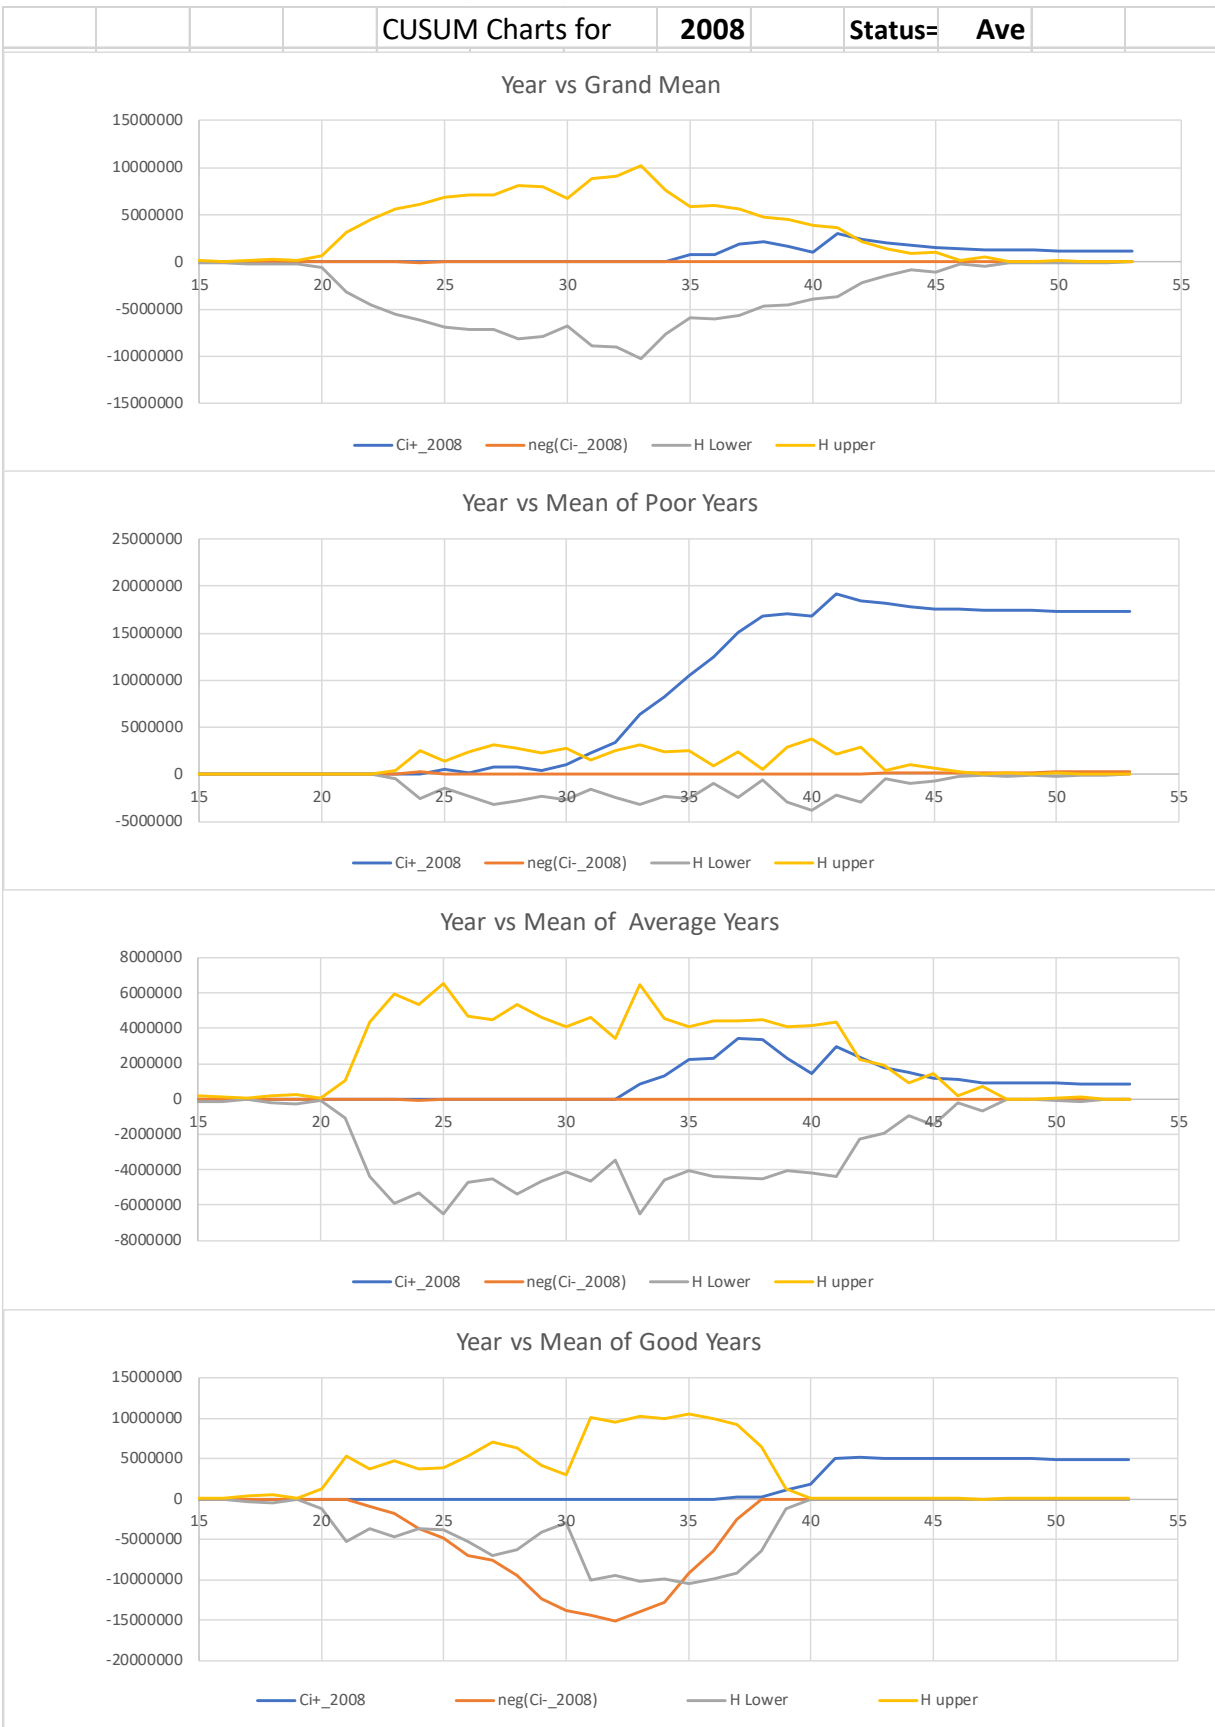 CUSUM Charts for 2008 Status= Ave
Year vs Grand Mean
15000000
10000000
5000000
0
-5000000
-10000000
-15000000
15 20 25 30 35 40 45 50 55
Ci+_2008 neg(Ci-_2008) H Lower H upper
Year vs Mean of Poor Years
25000000
20000000
15000000
10000000
5000000
0
-5000000
15 20 25 30 35 40 45 50 55
Ci+_2008 neg(Ci-_2008) H Lower H upper
Year vs Mean of  Average Years
8000000
6000000
4000000
2000000
0
-2000000
-4000000
-6000000
-8000000
15 20 25 30 35 40 45 50 55
Ci+_2008 neg(Ci-_2008) H Lower H upper
Year vs Mean of Good Years
15000000
10000000
5000000
0
-5000000
-10000000
-15000000
-20000000
15 20 25 30 35 40 45 50 55
Ci+_2008 neg(Ci-_2008) H Lower H upper